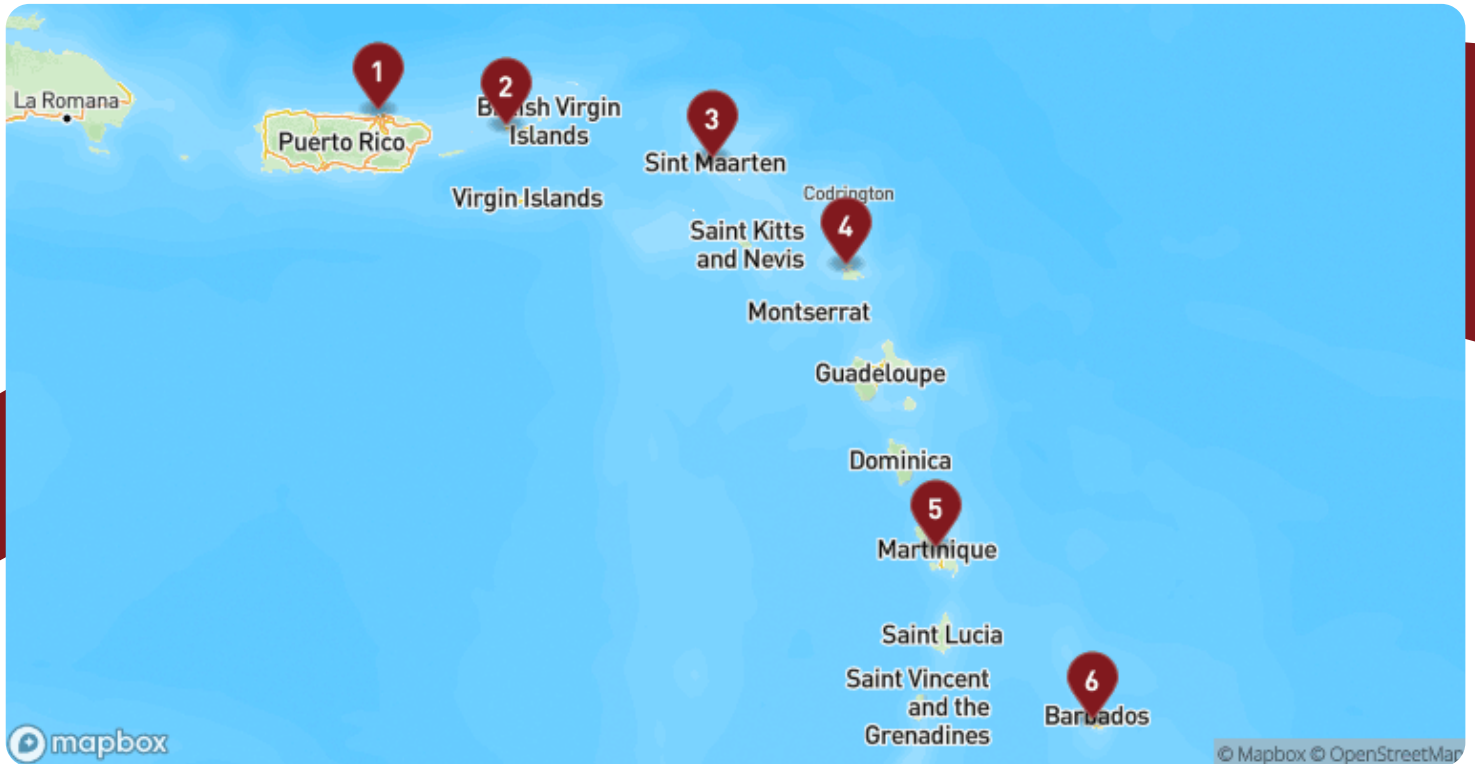 1
2
3
La Romana
British Virgin
Islands
Puerto Rico
Sint Maarten
Virgin Islands
Codrington
4
Saint Kitts
and Nevis
Montserrat
Guadeloupe
Dominica
5
Martinique
Saint Lucia
Saint Vincent
and the
Grenadines
6
Barbados
mapbox
© Mapbox © OpenStreetMap